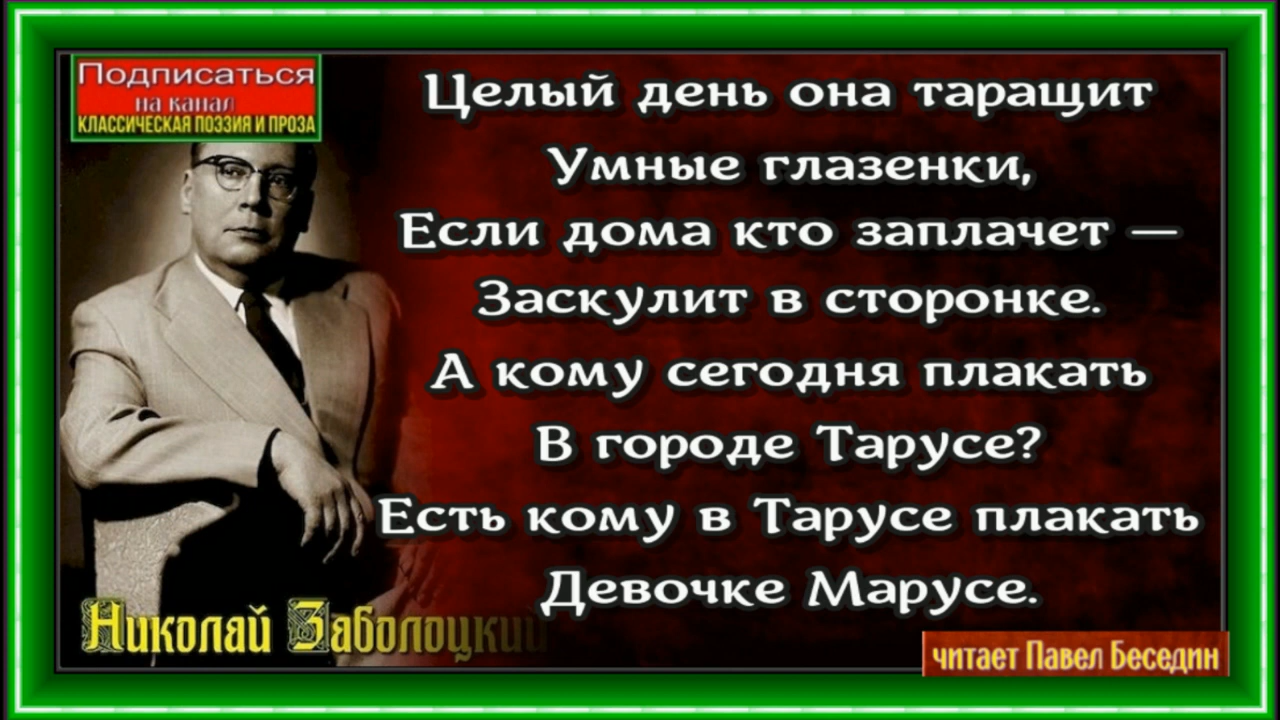 Подписаться
на канал
КЛАССИЧЕСКАЯ ПОЭЗИЯ И ПРОЗА
Целый день она таращит
Умные глазенки,
Если дома кто заплачет —
Заскулит в сторонке.
А кому сегодня плакать
В городе Тарусе?
Есть кому в Тарусе плакать
Девочке Марусе.
Николай Заболоцкий
читает Павел Беседин